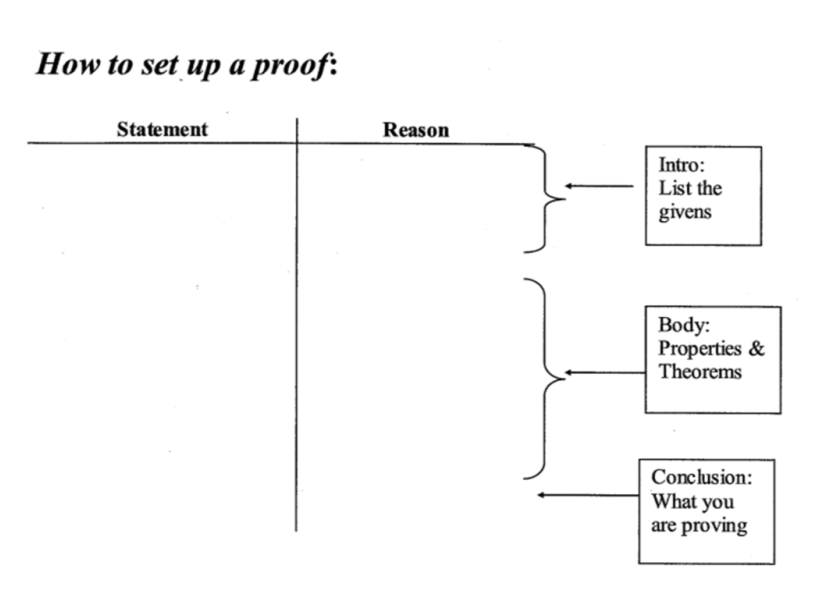 How to set up a proof:
Statement
Reason
Intro:
List the
givens
Body:
Properties &
Theorems
Conclusion:
What you
are proving